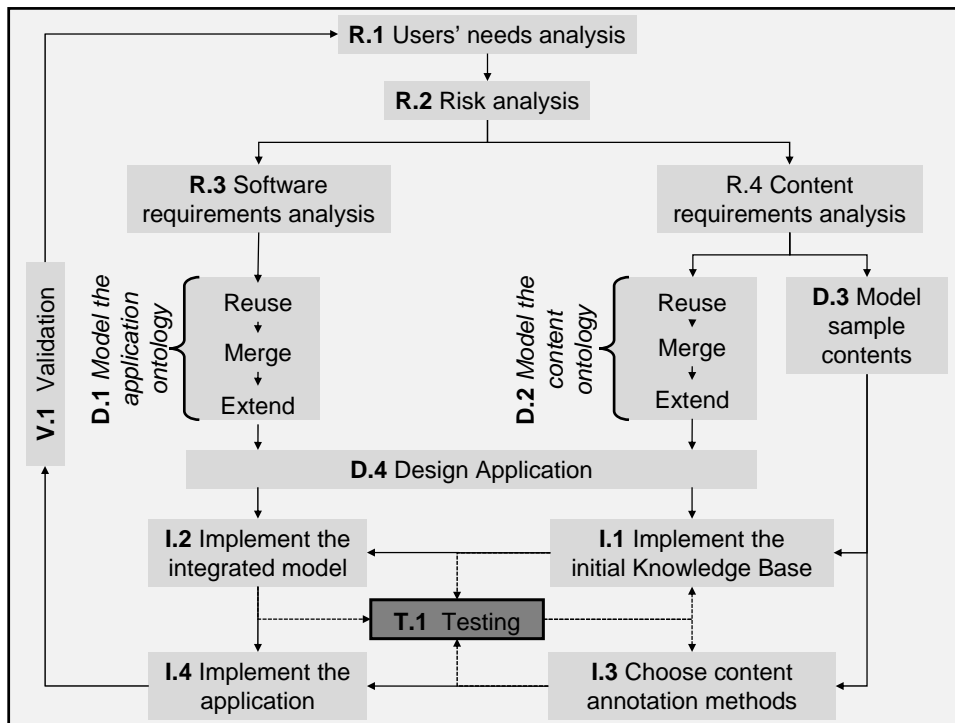 R.1 Users' needs analysis
R.2 Risk analysis
R.3 Software
requirements analysis
R.4 Content
requirements analysis
V.1 Validation
D.1 Model the
application
ontology
Reuse
Merge
Extend
D.2 Model the
content
ontology
Reuse
Merge
Extend
D.3 Model
sample
contents
D.4 Design Application
I.2 Implement the
integrated model
I.1 Implement the
initial Knowledge Base
T.1 Testing
I.4 Implement the
application
I.3 Choose content
annotation methods